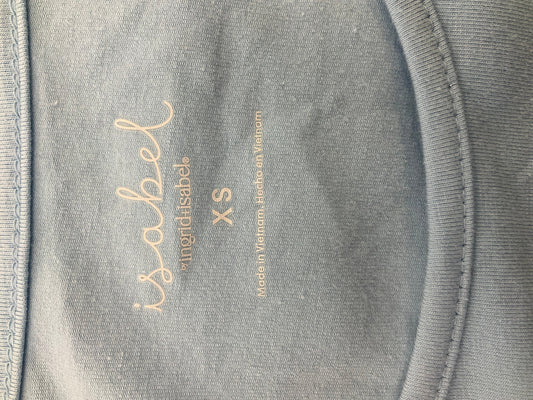 isabel
BY ingrid+isabel®
XS
Made in Vietnam. Hecho en Vietnam